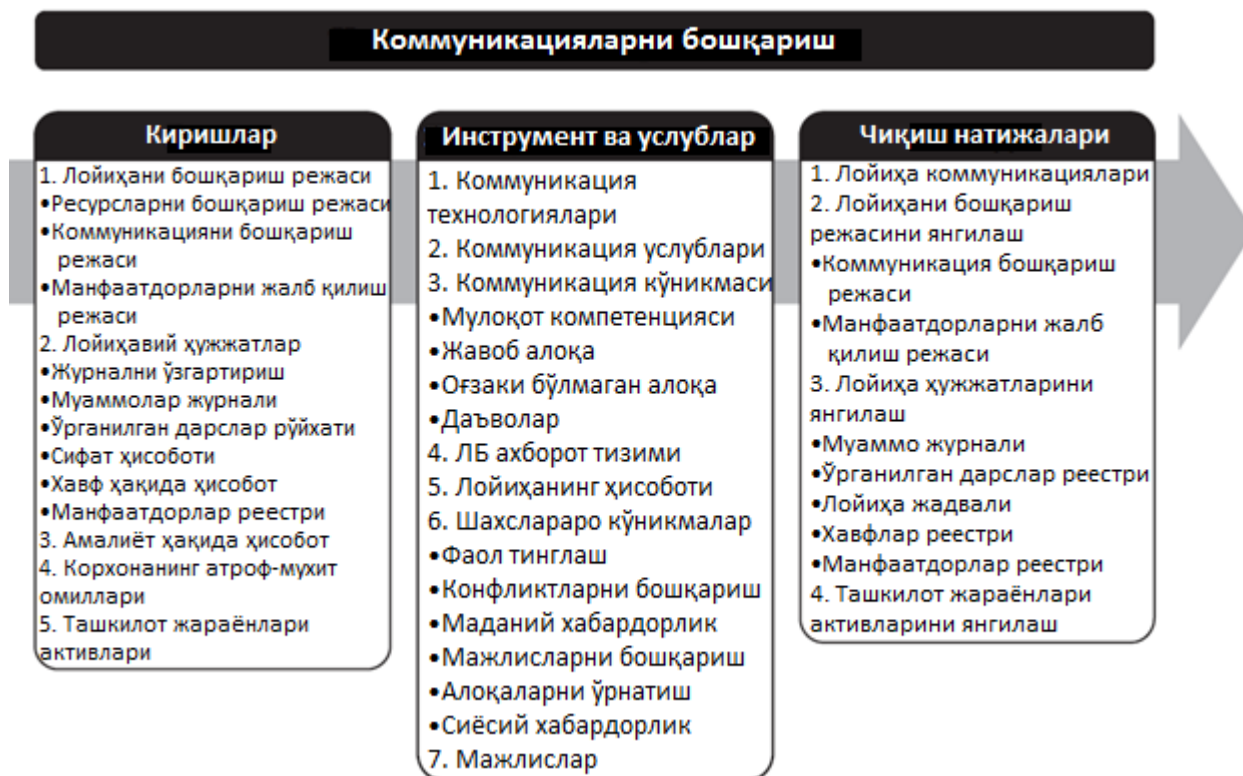 Коммуникацияларни бошқариш
Киришлар
1. Лойиҳани бошқариш режаси
•Ресурсларни бошқариш режаси
•Коммуникацияни бошқариш
режаси
•Манфаатдорларни жалб қилиш
режаси
2. Лойиҳавий ҳужжатлар
•Журнални ўзгартириш
•Муаммолар журнали
•Ўрганилган дарслар рўйхати
•Сифат ҳисоботи
•Хавф ҳақида ҳисобот
•Манфаатдорлар реестри
3. Амалиёт ҳақида ҳисобот
4. Корхонанинг атроф-мухит
омиллари
5. Ташкилот жараёнлари
активлари
Инструмент ва услублар
1. Коммуникация
технологиялари
2. Коммуникация услублари
3. Коммуникация кўникмаси
•Мулоқот компетенцияси
•Жавоб алоқа
•Оғзаки бўлмаган алоқа
•Даъволар
4. ЛБ ахборот тизими
5. Лойиҳанинг ҳисоботи
6. Шахслараро кўникмалар
•Фаол тинглаш
•Конфликтларни бошқариш
•Маданий хабардорлик
•Мажлисларни бошқариш
•Алоқаларни ўрнатиш
•Сиёсий хабардорлик
7. Мажлислар
Чиқиш натижалари
1. Лойиҳа коммуникациялари
2. Лойиҳани бошқариш
режасини янгилаш
•Коммуникация бошқариш
режаси
•Манфаатдорларни жалб
қилиш режаси
3. Лойиҳа ҳужжатларини
янгилаш
•Муаммо журнали
•Ўрганилган дарслар реестри
•Лойиҳа жадвали
•Хавфлар реестри
•Манфаатдорлар реестри
4. Ташкилот жараёнлари
активларини янгилаш